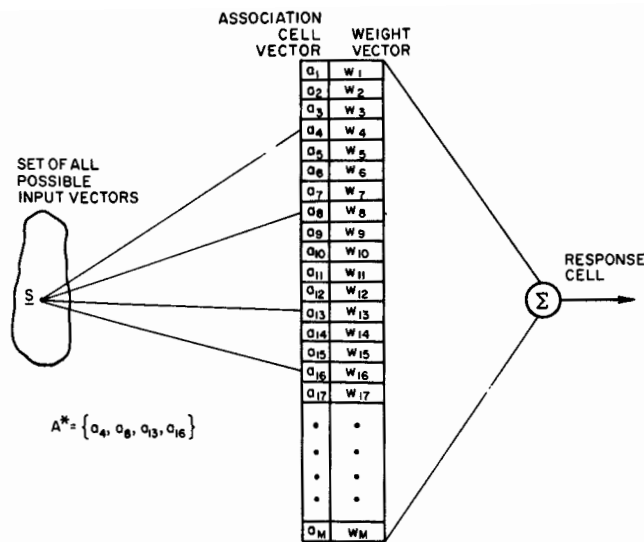 ASSOCIATION
CELL
VECTOR
WEIGHT
VECTOR
a1 w1
a2 w2
a3 w3
a4 w4
a5 w5
a6 w6
a7 w7
a8 w8
a9 w9
a10 w10
a11 w11
a12 w12
a13 w13
a14 w14
a15 w15
a16 w16
a17 w17
aM wM
SET OF ALL
POSSIBLE
INPUT VECTORS
S
A* = {a4, a8, a13, a16}
Σ
RESPONSE
CELL